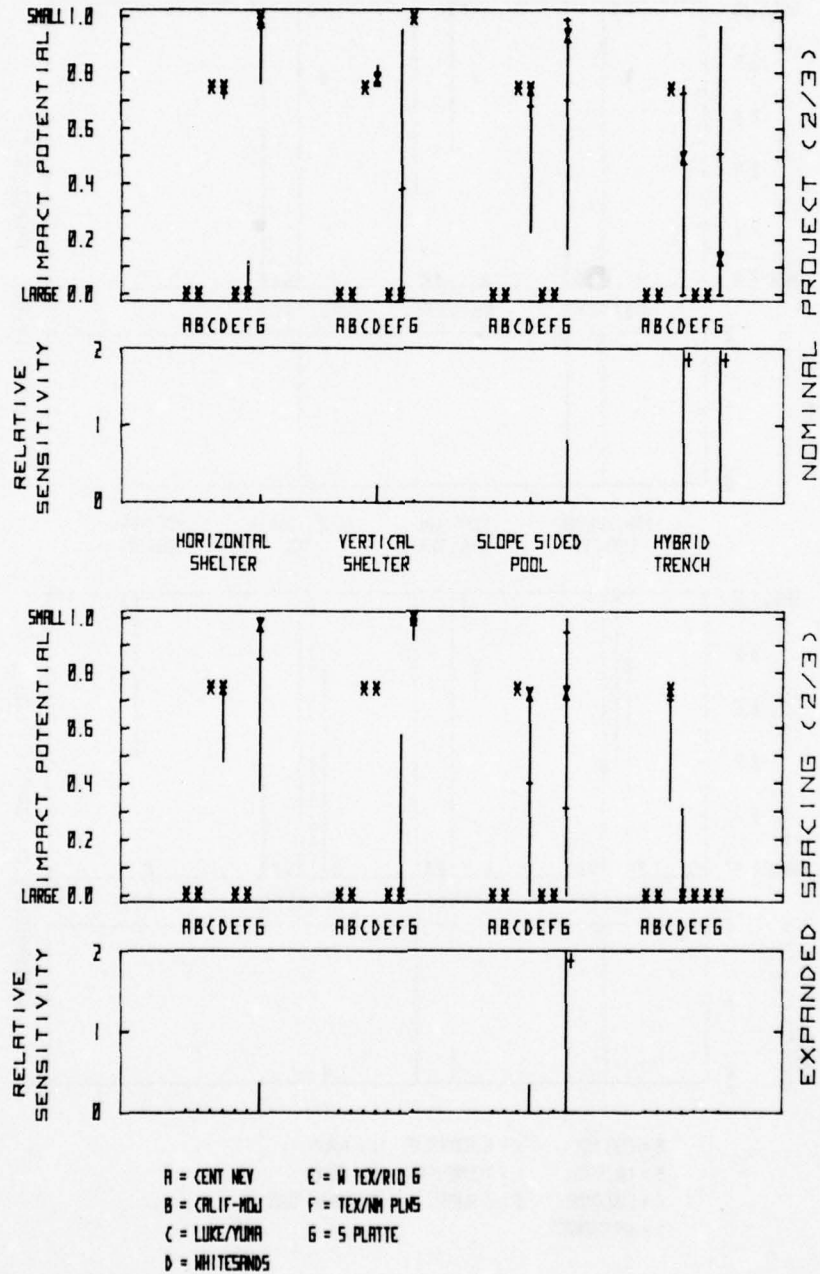 SMALL 1.0
0.8
0.6
0.4
0.2
LARGE 0.0
IMPACT POTENTIAL
ABCDEFG ABCDEFG ABCDEFG ABCDEFG
2
1
0
RELATIVE
SENSITIVITY
NOMINAL PROJECT (2/3)
HORIZONTAL VERTICAL SLOPE SIDED HYBRID
SHELTER SHELTER POOL TRENCH
SMALL 1.0
0.8
0.6
0.4
0.2
LARGE 0.0
IMPACT POTENTIAL
ABCDEFG ABCDEFG ABCDEFG ABCDEFG
2
1
0
RELATIVE
SENSITIVITY
EXPANDED SPACING (2/3)
A = CENT NEV E = W TEX/RIO G
B = CALIF-MOJ F = TEX/NM PLNS
C = LUKE/YUMA G = S PLATTE
D = WHITESANDS